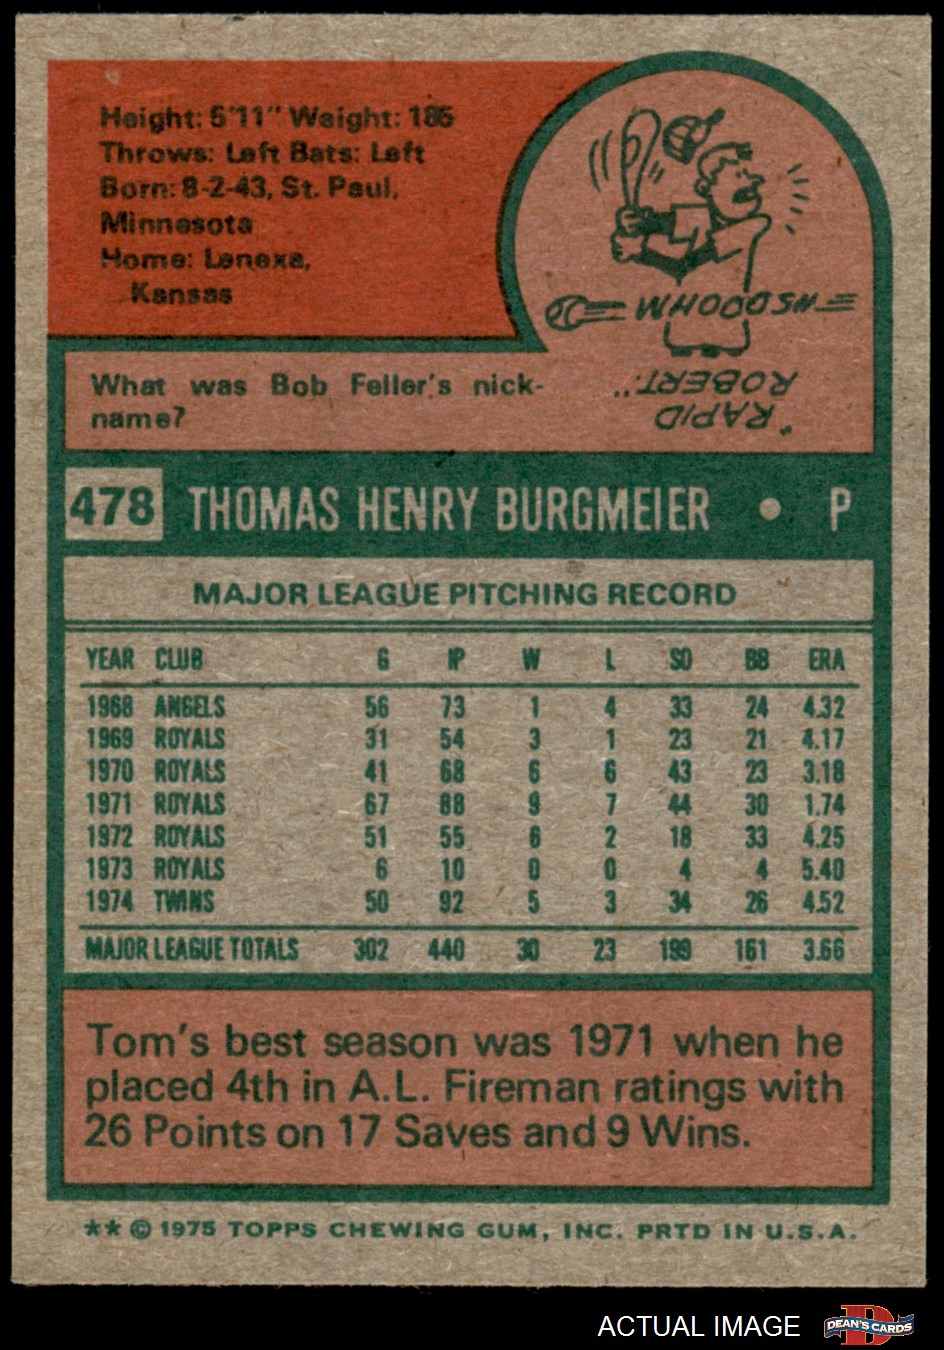 Height: 5'11" Weight: 185
Throws: Left Bats: Left
Born: 8-2-43, St. Paul,
Minnesota
Home: Lenexa,
Kansas
WHOOOOSH
What was Bob Feller's nick-
name?
"RAPID
ROBERT."
478 THOMAS HENRY BURGMEIER • P
MAJOR LEAGUE PITCHING RECORD
YEAR CLUB G IP W L SO BB ERA
1968 ANGELS 56 73 1 4 33 24 4.32
1969 ROYALS 31 54 3 1 23 21 4.17
1970 ROYALS 41 68 6 6 43 23 3.18
1971 ROYALS 67 88 9 7 44 30 1.74
1972 ROYALS 51 55 6 2 18 33 4.25
1973 ROYALS 6 10 0 0 4 4 5.40
1974 TWINS 50 92 5 3 34 26 4.52
MAJOR LEAGUE TOTALS 302 440 30 23 199 161 3.66
Tom's best season was 1971 when he
placed 4th in A.L. Fireman ratings with
26 Points on 17 Saves and 9 Wins.
** © 1975 TOPPS CHEWING GUM, INC. PRTD IN U.S.A.
ACTUAL IMAGE
DEAN'S CARDS